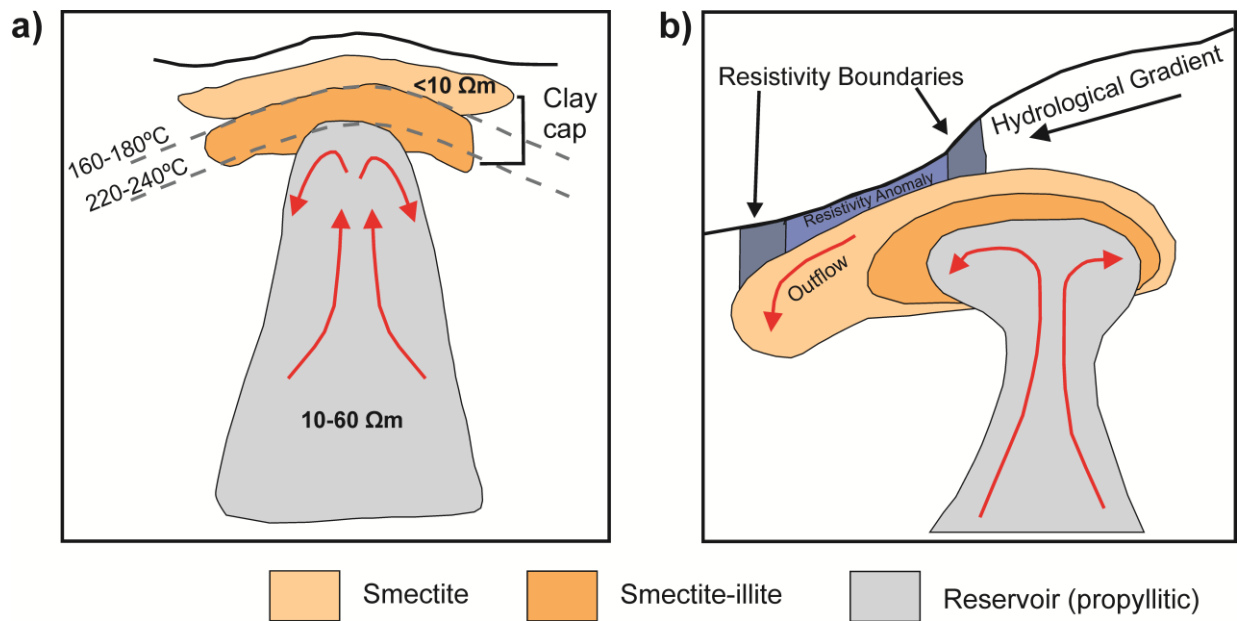 a)
<10 Ωm
Clay
cap
160-180ºC
220-240ºC
10-60 Ωm
b)
Resistivity Boundaries
Hydrological Gradient
Resistivity Anomaly
Outflow
Smectite
Smectite-illite
Reservoir (propyllitic)